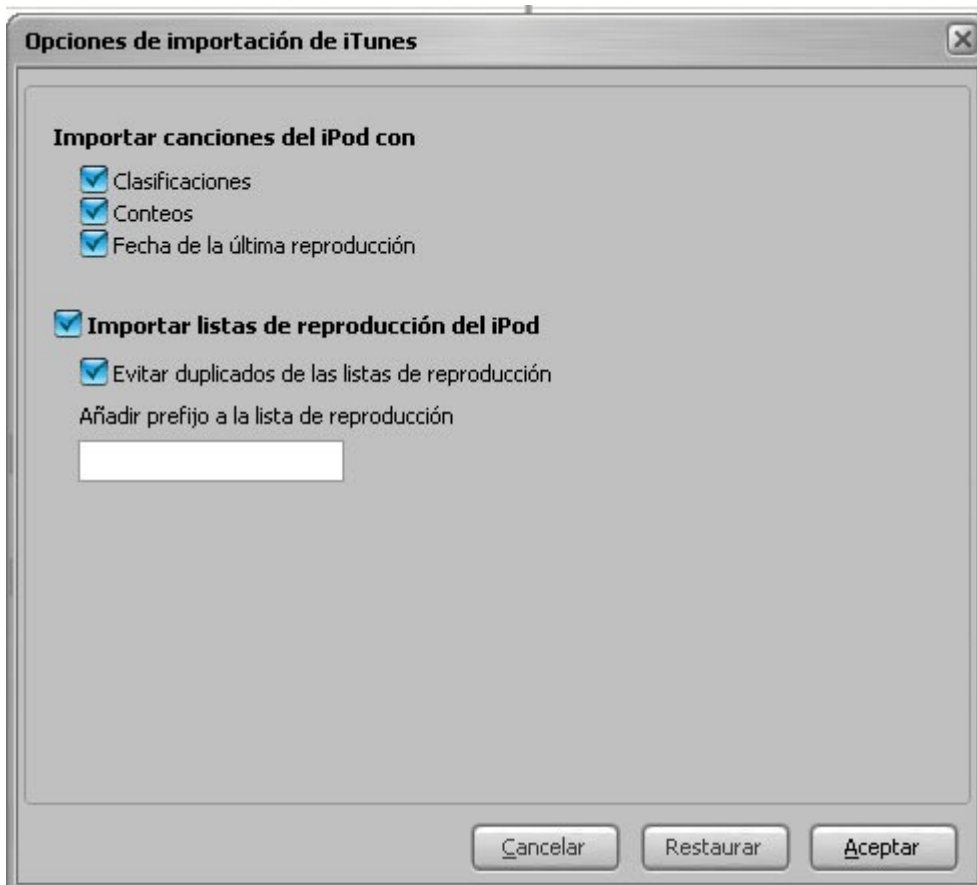 Opciones de importación de iTunes
Importar canciones del iPod con
Clasificaciones
Conteos
Fecha de la última reproducción
Importar listas de reproducción del iPod
Evitar duplicados de las listas de reproducción
Añadir prefijo a la lista de reproducción
Cancelar Restaurar Aceptar